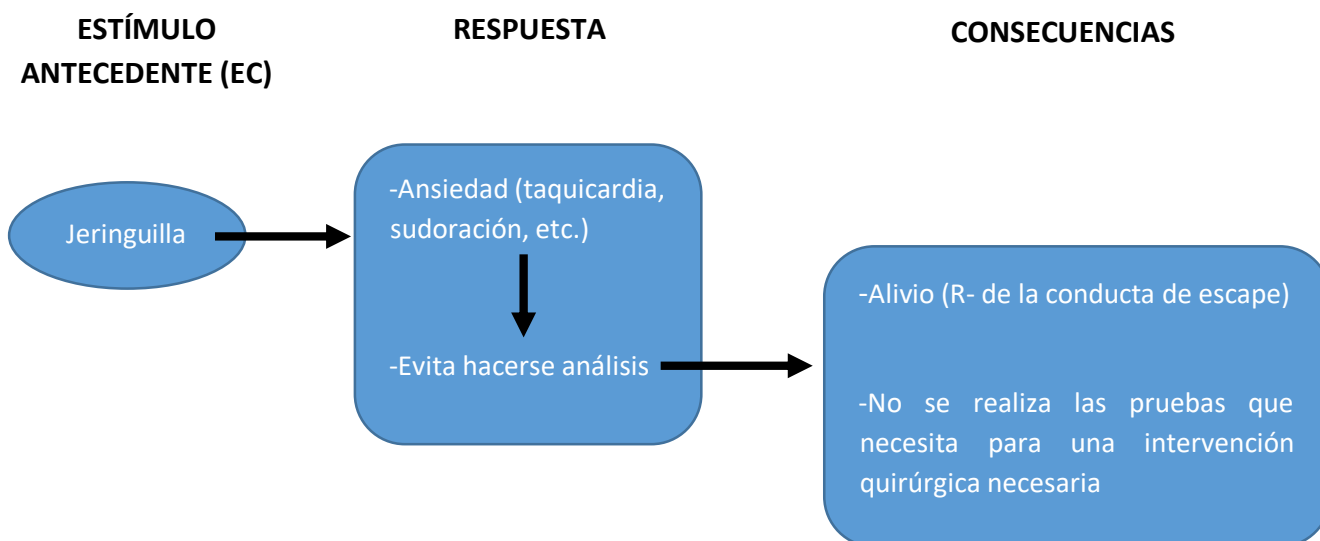 ESTÍMULO
ANTECEDENTE (EC)
RESPUESTA
CONSECUENCIAS
Jeringuilla
-Ansiedad (taquicardia,
sudoración, etc.)
-Evita hacerse análisis
-Alivio (R- de la conducta de escape)
-No se realiza las pruebas que
necesita para una intervención
quirúrgica necesaria